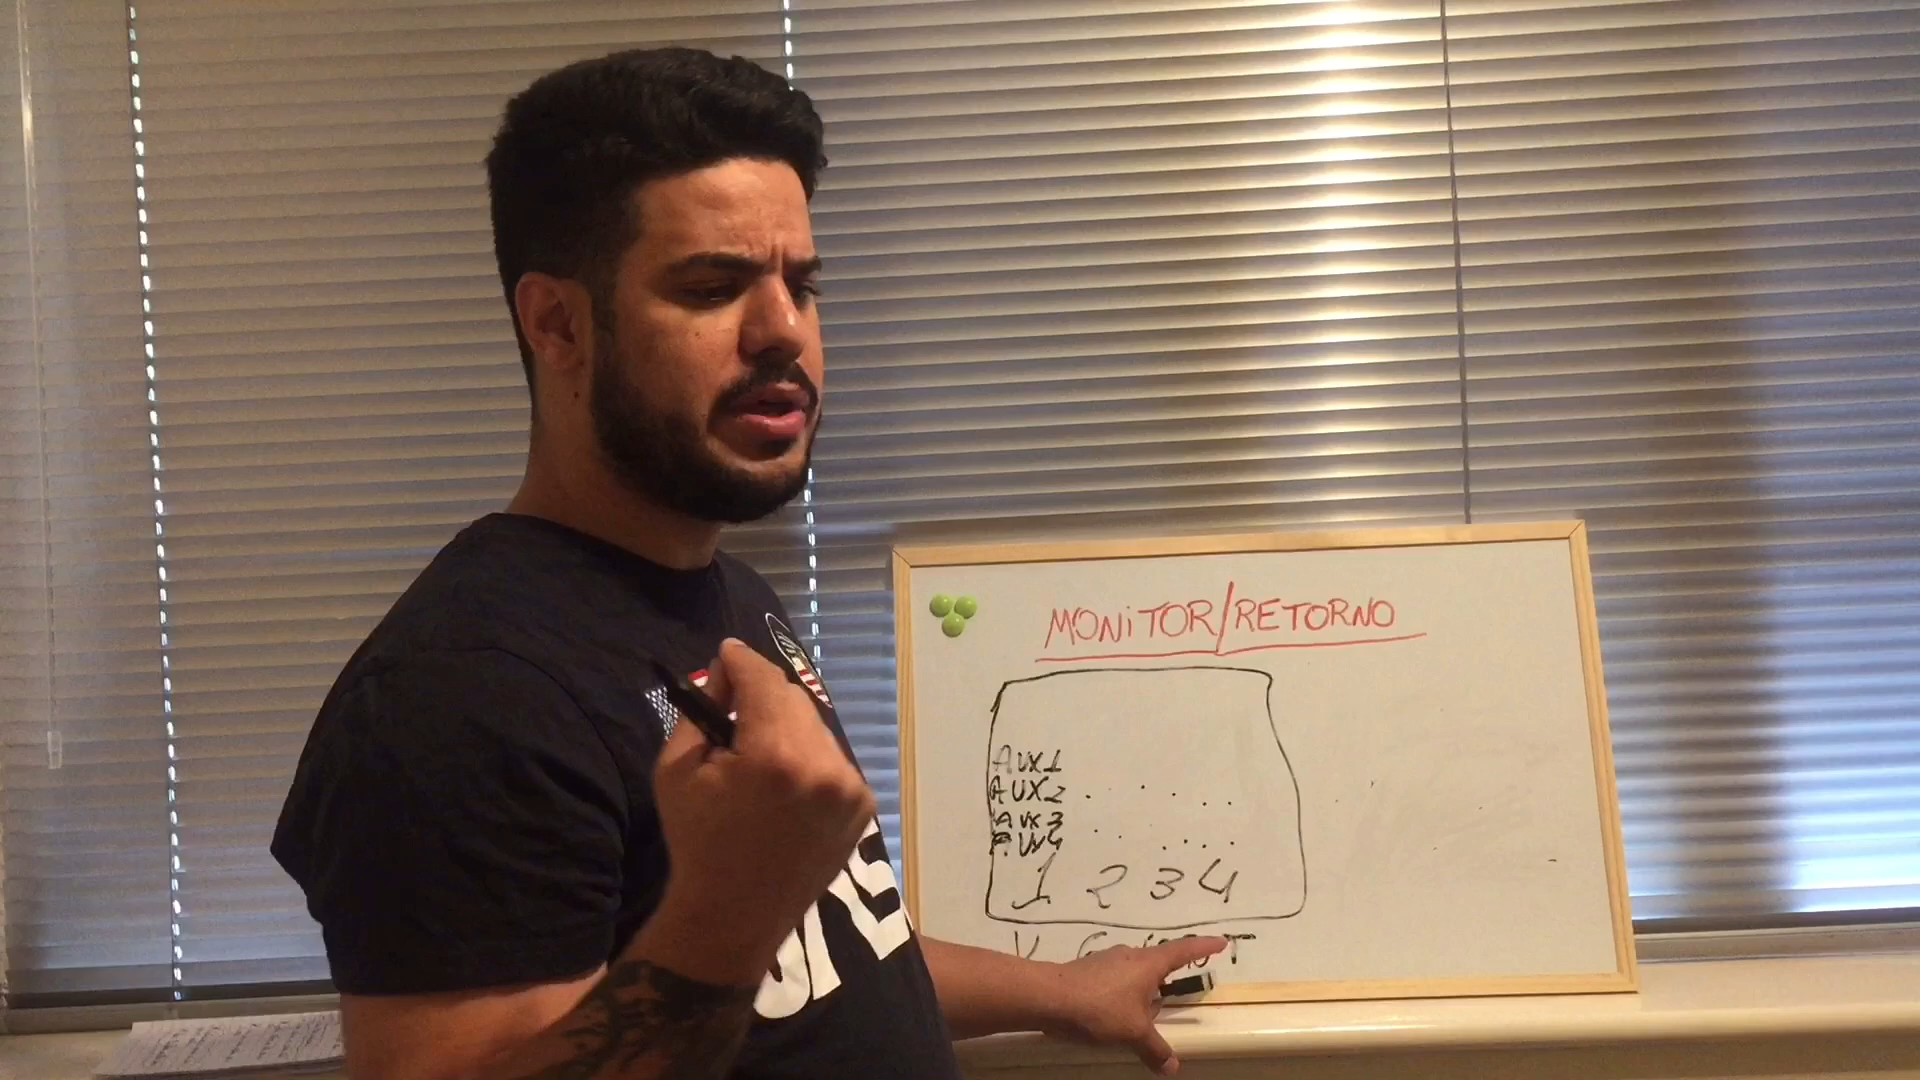 MONiTOR/RETORNO
AUX1
AUX2
AUX3
AUX4
1 2 3 4
V G T